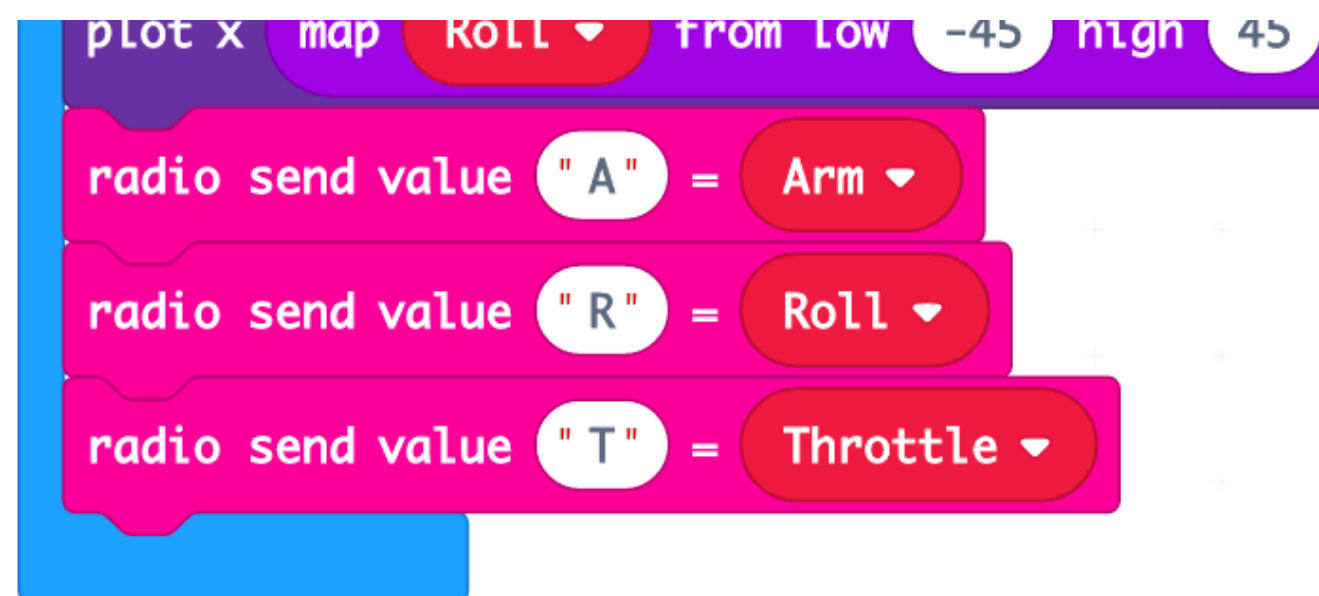 plot x map Roll from low -45 high 45
radio send value "A" = Arm
radio send value "R" = Roll
radio send value "T" = Throttle